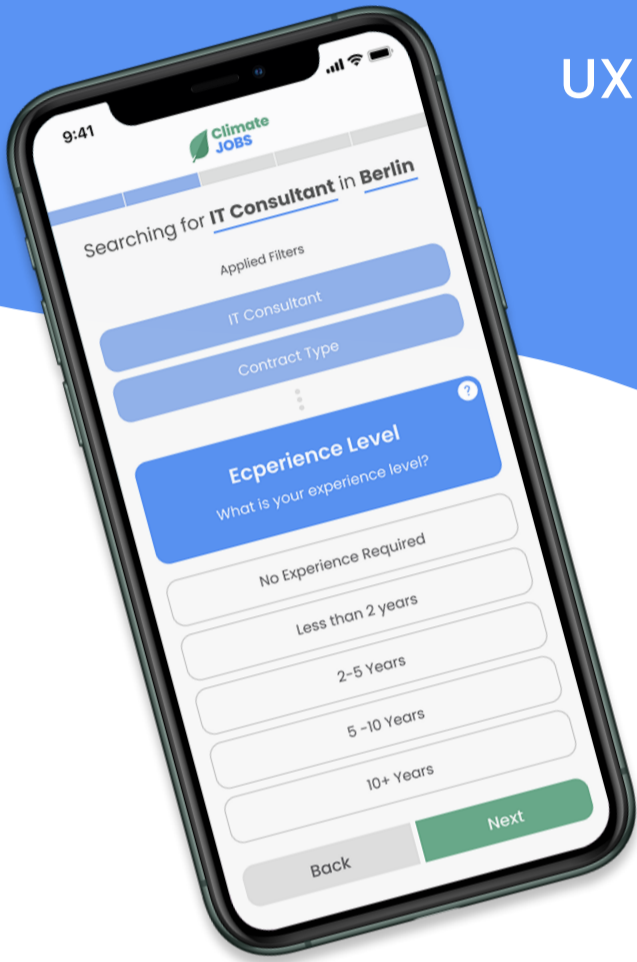 UX
9:41
Climate
JOBS
Searching for IT Consultant in Berlin
Applied Filters
IT Consultant
Contract Type
?
Ecperience Level
What is your experience level?
No Experience Required
Less than 2 years
2-5 Years
5 -10 Years
10+ Years
Back
Next